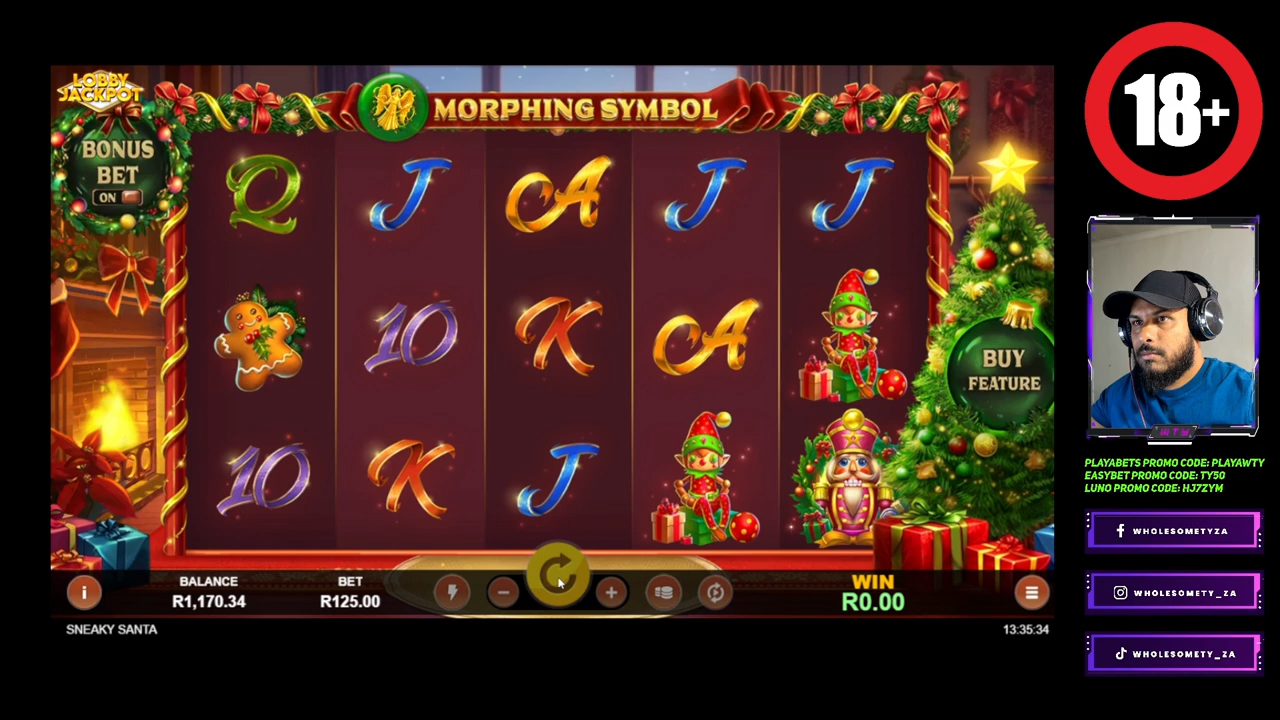 LOBBY
JACKPOT
MORPHING SYMBOL
BONUS
BET
ON
Q J A J J
10 K A
10 K J
BUY
FEATURE
BALANCE
R1,170.34
BET
R125.00
WIN
R0.00
SNEAKY SANTA
13:35:34
18+
WTW
PLAYABETS PROMO CODE: PLAYAWTY
EASYBET PROMO CODE: TY50
LUNO PROMO CODE: HJ7ZYM
WHOLESOMETYZA
WHOLESOMETY_ZA
WHOLESOMETY_ZA